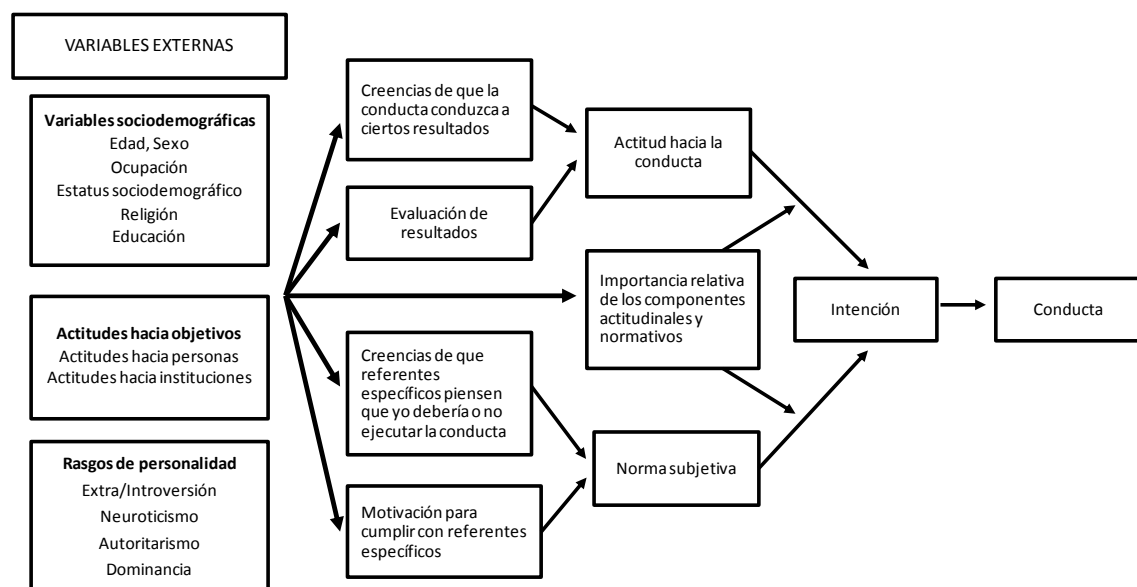 VARIABLES EXTERNAS
Variables sociodemográficas
Edad, Sexo
Ocupación
Estatus sociodemográfico
Religión
Educación
Actitudes hacia objetivos
Actitudes hacia personas
Actitudes hacia instituciones
Rasgos de personalidad
Extra/Introversión
Neuroticismo
Autoritarismo
Dominancia
Creencias de que la
conducta conduzca a
ciertos resultados
Evaluación de
resultados
Creencias de que
referentes
específicos piensen
que yo debería o no
ejecutar la conducta
Motivación para
cumplir con referentes
específicos
Actitud hacia la
conducta
Importancia relativa
de los componentes
actitudinales y
normativos
Norma subjetiva
Intención
Conducta